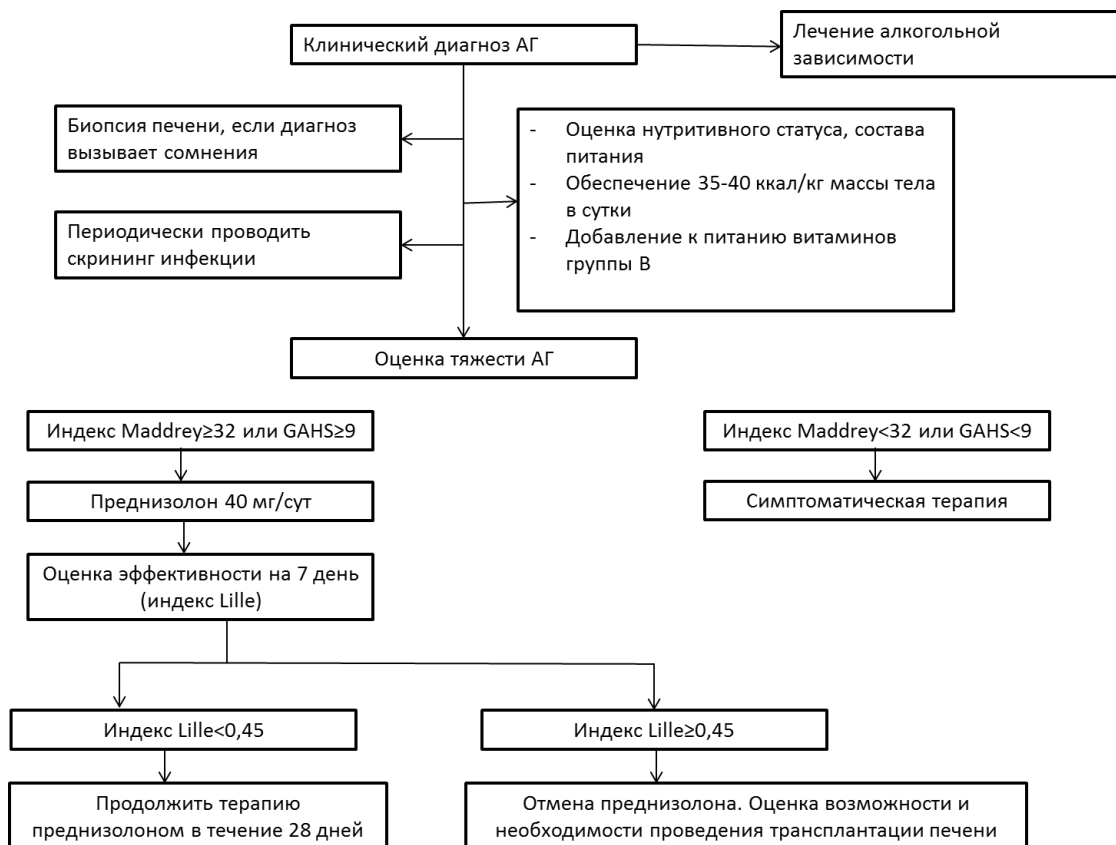 Клинический диагноз АГ
Лечение алкогольной
зависимости
Биопсия печени, если диагноз
вызывает сомнения
- Оценка нутритивного статуса, состава
питания
- Обеспечение 35-40 ккал/кг массы тела
в сутки
- Добавление к питанию витаминов
группы В
Периодически проводить
скрининг инфекции
Оценка тяжести АГ
Индекс Maddrey≥32 или GAHS≥9
Индекс Maddrey<32 или GAHS<9
Преднизолон 40 мг/сут
Симптоматическая терапия
Оценка эффективности на 7 день
(индекс Lille)
Индекс Lille<0,45
Индекс Lille≥0,45
Продолжить терапию
преднизолоном в течение 28 дней
Отмена преднизолона. Оценка возможности и
необходимости проведения трансплантации печени